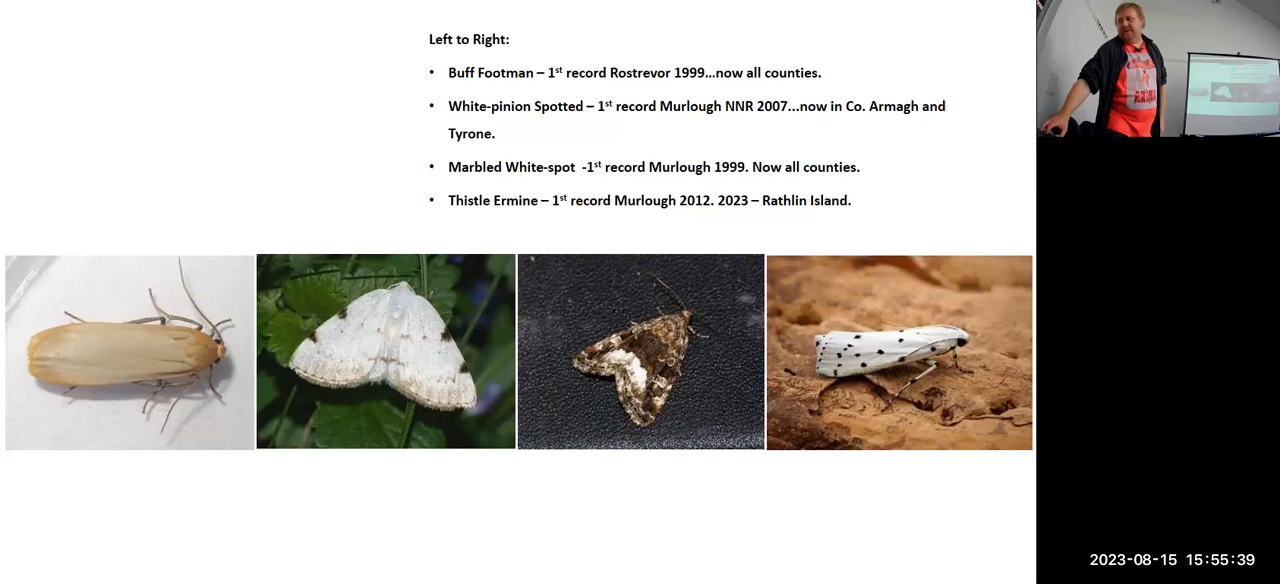 Left to Right:
• Buff Footman – 1st record Rostrevor 1999…now all counties.
• White-pinion Spotted – 1st record Murlough NNR 2007…now in Co. Armagh and
Tyrone.
• Marbled White-spot -1st record Murlough 1999. Now all counties.
• Thistle Ermine – 1st record Murlough 2012. 2023 – Rathlin Island.
2023-08-15 15:55:39